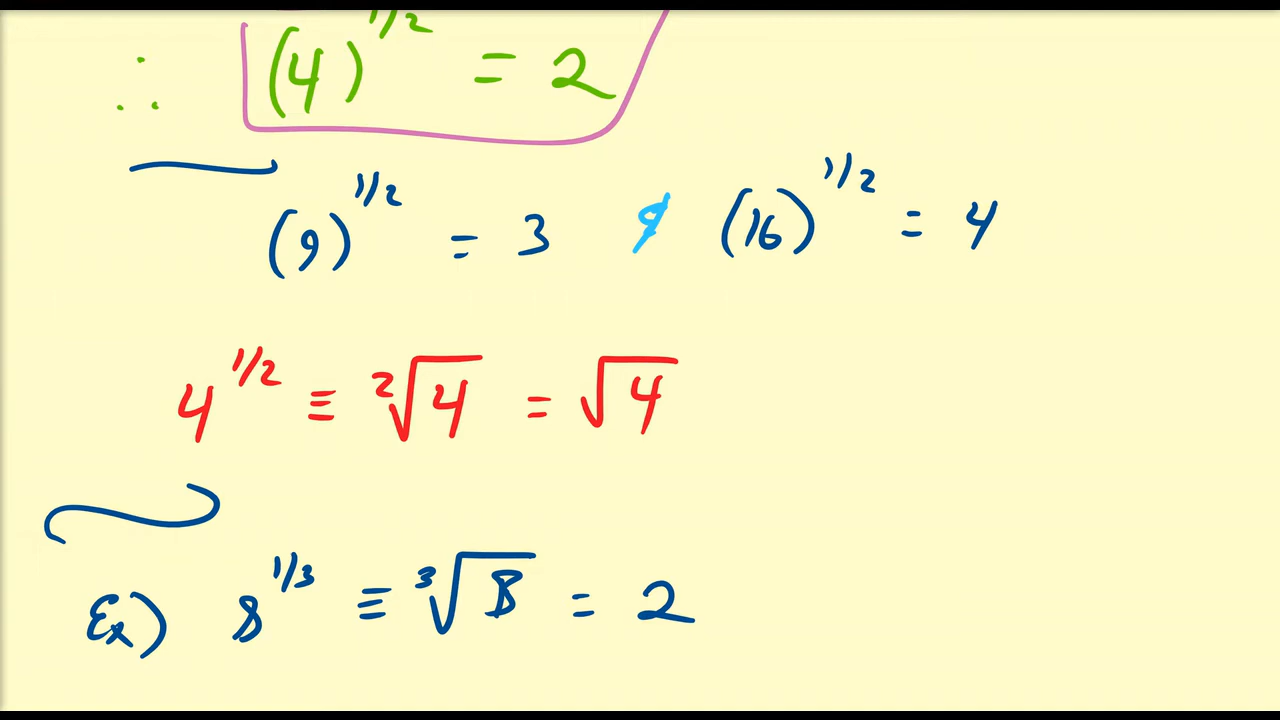 ∴ (4)^1/2 = 2
(9)^1/2 = 3 & (16)^1/2 = 4
4^1/2 ≡ ²√4 = √4
Ex) 8^1/3 ≡ ³√8 = 2